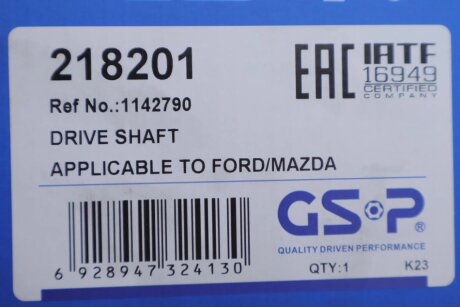 218201
EAC IATF
16949
CERTIFIED
COMPANY
Ref No.:1142790
DRIVE SHAFT
APPLICABLE TO FORD/MAZDA
GSP®
QUALITY DRIVEN PERFORMANCE
6 928947 324130
QTY:1 K23